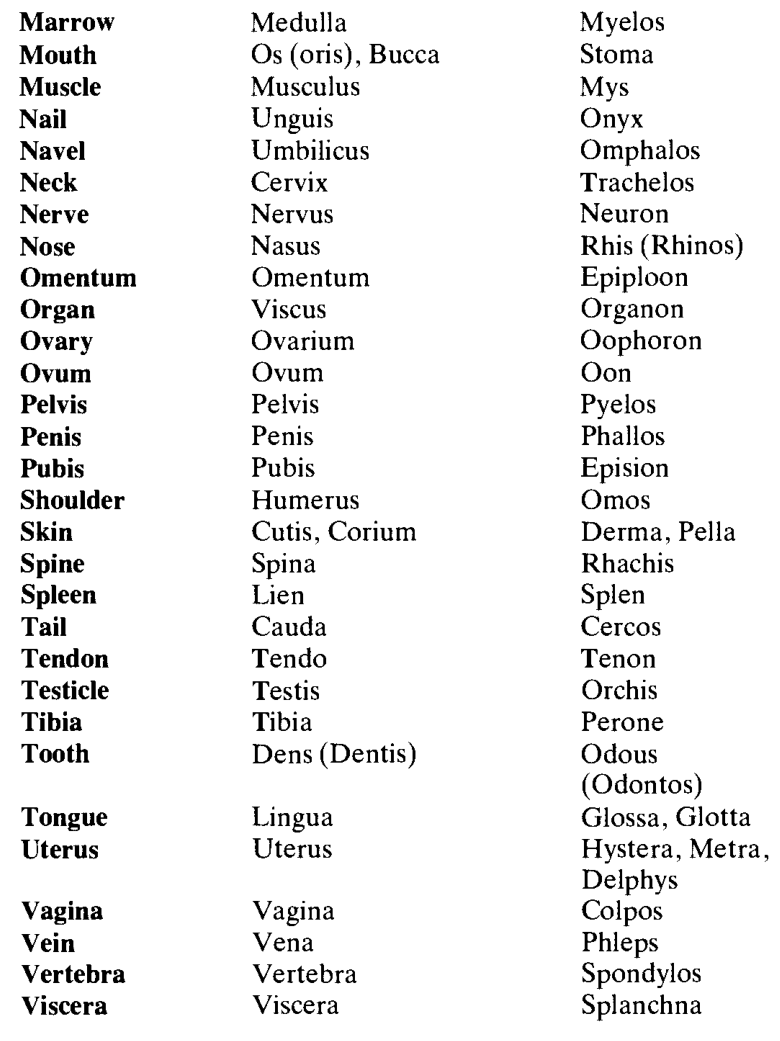 Marrow Medulla Myelos
Mouth Os (oris), Bucca Stoma
Muscle Musculus Mys
Nail Unguis Onyx
Navel Umbilicus Omphalos
Neck Cervix Trachelos
Nerve Nervus Neuron
Nose Nasus Rhis (Rhinos)
Omentum Omentum Epiploon
Organ Viscus Organon
Ovary Ovarium Oophoron
Ovum Ovum Oon
Pelvis Pelvis Pyelos
Penis Penis Phallos
Pubis Pubis Epision
Shoulder Humerus Omos
Skin Cutis, Corium Derma, Pella
Spine Spina Rhachis
Spleen Lien Splen
Tail Cauda Cercos
Tendon Tendo Tenon
Testicle Testis Orchis
Tibia Tibia Perone
Tooth Dens (Dentis) Odous
(Odontos)
Tongue Lingua Glossa, Glotta
Uterus Uterus Hystera, Metra,
Delphys
Vagina Vagina Colpos
Vein Vena Phleps
Vertebra Vertebra Spondylos
Viscera Viscera Splanchna